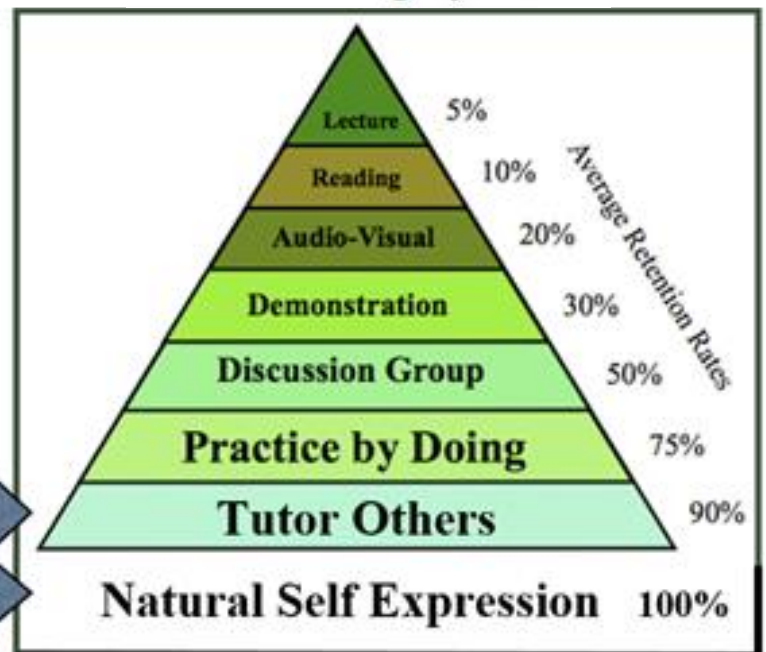 Lecture 5%
Reading 10%
Audio-Visual 20%
Demonstration 30%
Discussion Group 50%
Practice by Doing 75%
Tutor Others 90%
Natural Self Expression 100%
Average Retention Rates